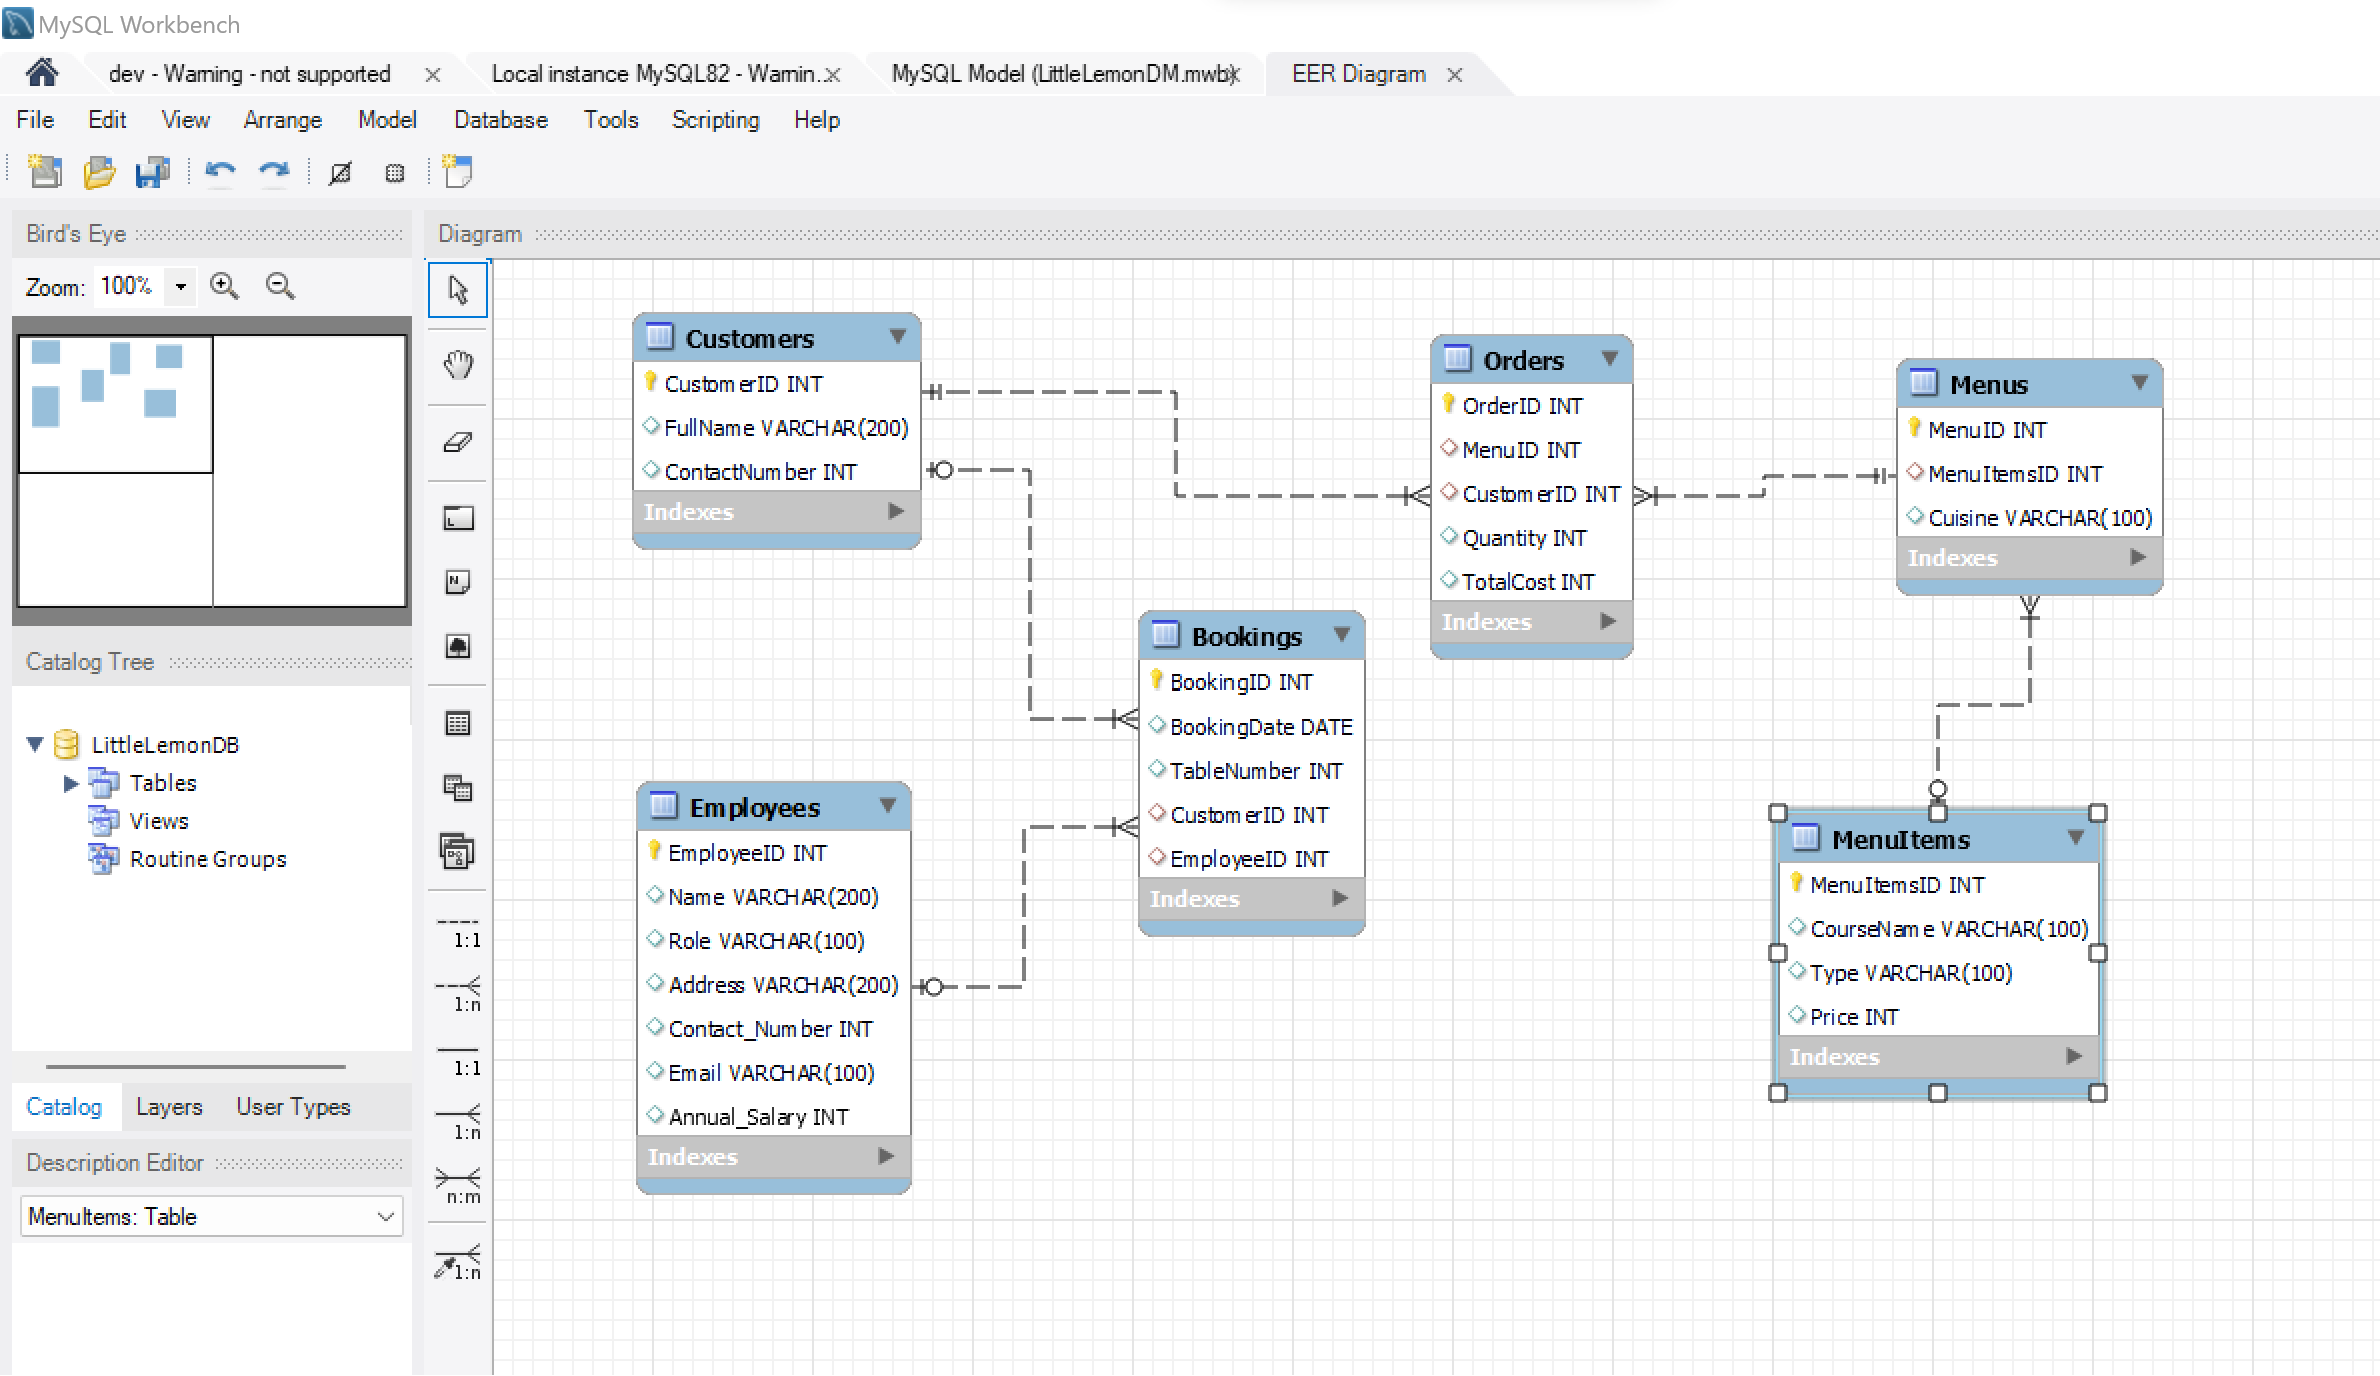 MySQL Workbench
dev - Warning - not supported
Local instance MySQL82 - Warnin...
MySQL Model (LittleLemonDM.mwb)
EER Diagram
File Edit View Arrange Model Database Tools Scripting Help
Bird's Eye
Zoom: 100%
Catalog Tree
LittleLemonDB
Tables
Views
Routine Groups
Catalog Layers User Types
Description Editor
MenuItems: Table
Diagram
1:1
1:n
1:1
1:n
n:m
1:n
Customers
CustomerID INT
FullName VARCHAR(200)
ContactNumber INT
Indexes
Employees
EmployeeID INT
Name VARCHAR(200)
Role VARCHAR(100)
Address VARCHAR(200)
Contact_Number INT
Email VARCHAR(100)
Annual_Salary INT
Indexes
Bookings
BookingID INT
BookingDate DATE
TableNumber INT
CustomerID INT
EmployeeID INT
Indexes
Orders
OrderID INT
MenuID INT
CustomerID INT
Quantity INT
TotalCost INT
Indexes
Menus
MenuID INT
MenuItemsID INT
Cuisine VARCHAR(100)
Indexes
MenuItems
MenuItemsID INT
CourseName VARCHAR(100)
Type VARCHAR(100)
Price INT
Indexes